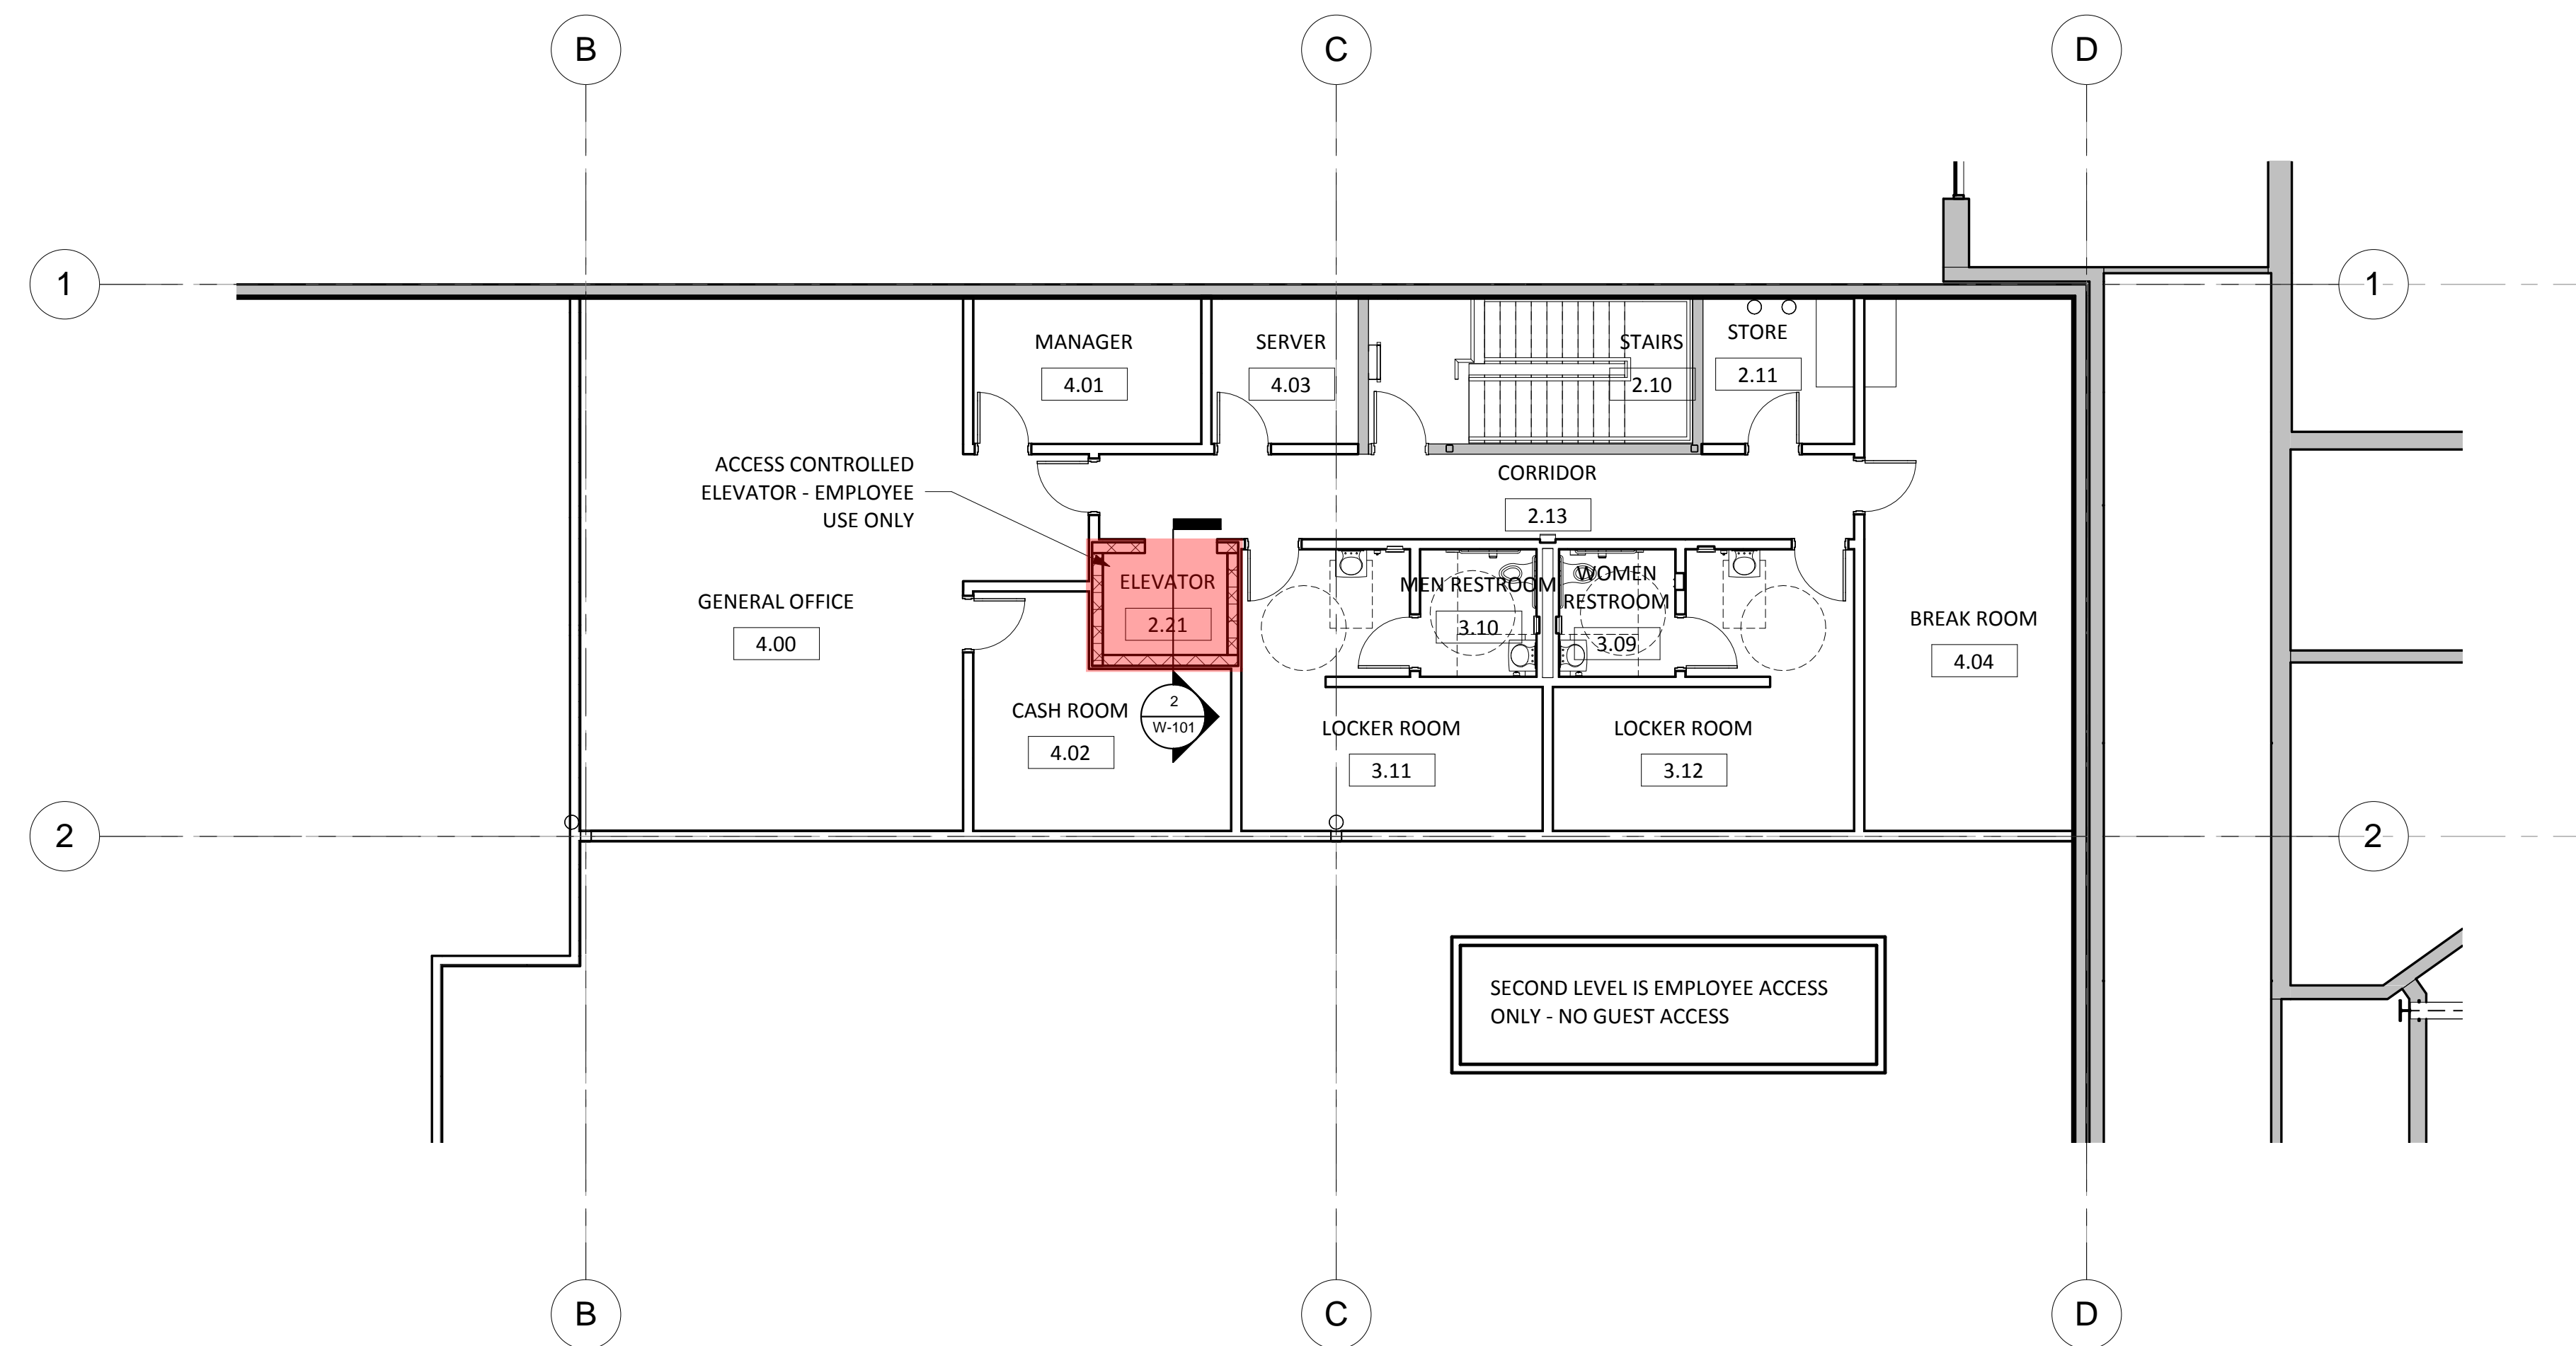 B
C
D
1
1
MANAGER
4.01
SERVER
4.03
STAIRS
2.10
STORE
2.11
ACCESS CONTROLLED
ELEVATOR - EMPLOYEE
USE ONLY
CORRIDOR
2.13
ELEVATOR
2.21
MEN RESTROOM
3.10
WOMEN
RESTROOM
3.09
GENERAL OFFICE
4.00
BREAK ROOM
4.04
CASH ROOM
4.02
2
W-101
LOCKER ROOM
3.11
LOCKER ROOM
3.12
2
2
SECOND LEVEL IS EMPLOYEE ACCESS
ONLY - NO GUEST ACCESS
B
C
D